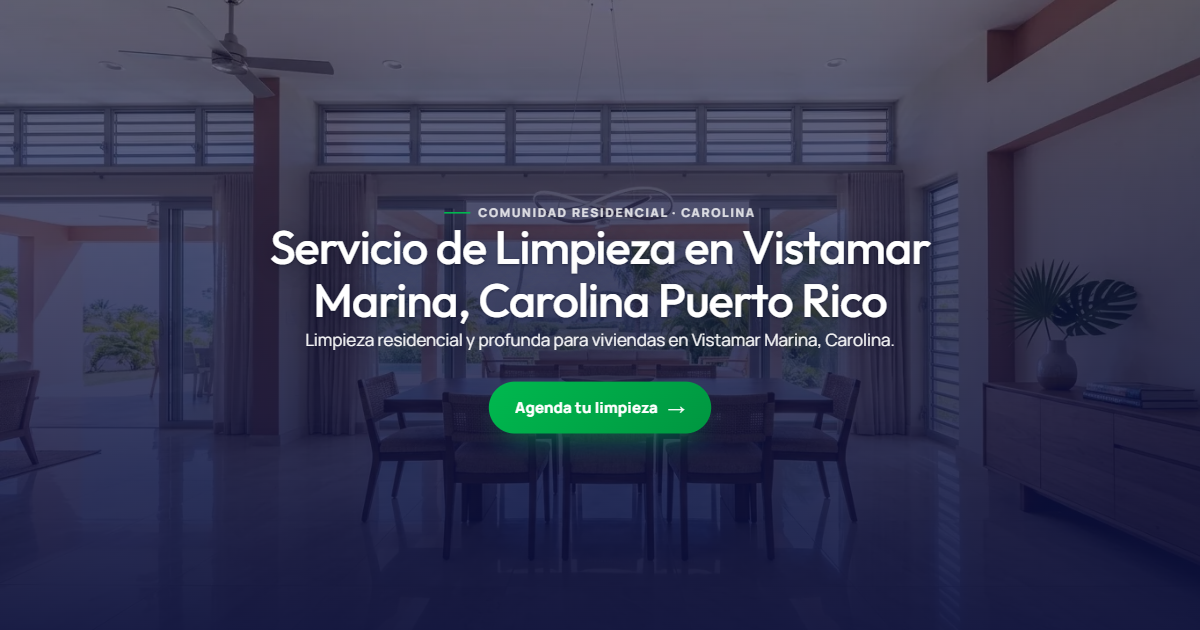 COMUNIDAD RESIDENCIAL · CAROLINA
Servicio de Limpieza en Vistamar
Marina, Carolina Puerto Rico
Limpieza residencial y profunda para viviendas en Vistamar Marina, Carolina.
Agenda tu limpieza →